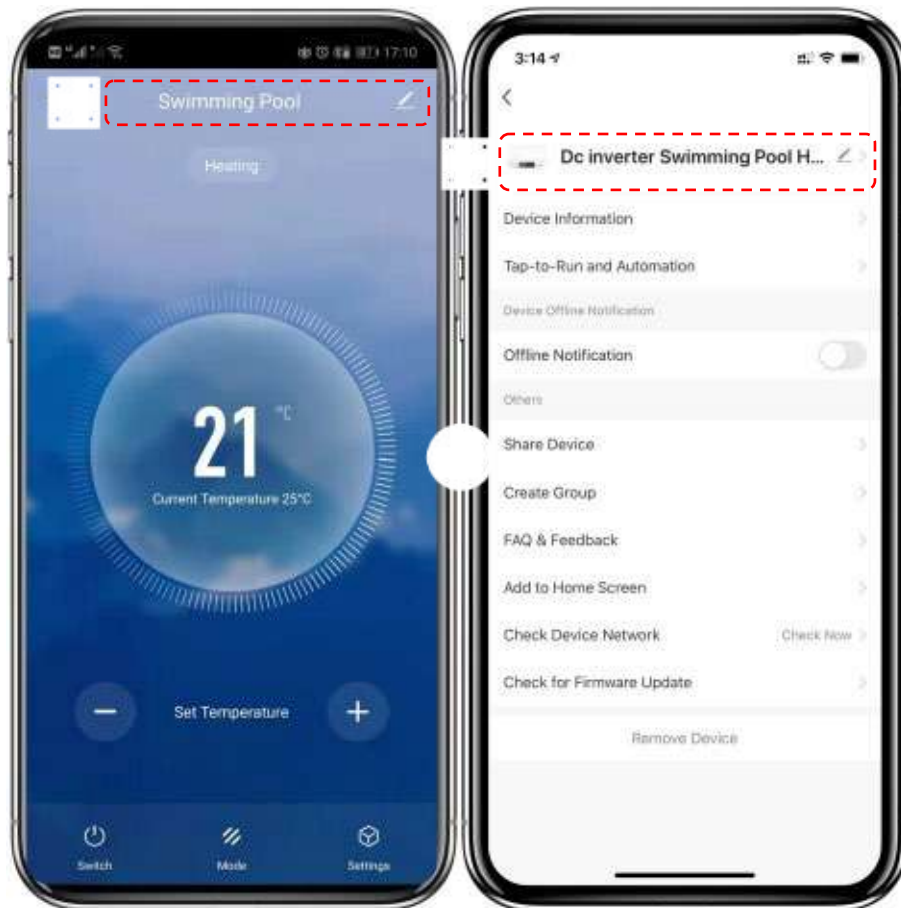 17:10
Swimming Pool
Heating
21 °C
Current Temperature 25°C
Set Temperature
Switch
Mode
Settings
3:14
Dc inverter Swimming Pool H...
Device Information
Tap-to-Run and Automation
Device Offline Notification
Offline Notification
Others
Share Device
Create Group
FAQ & Feedback
Add to Home Screen
Check Device Network Check Now
Check for Firmware Update
Remove Device